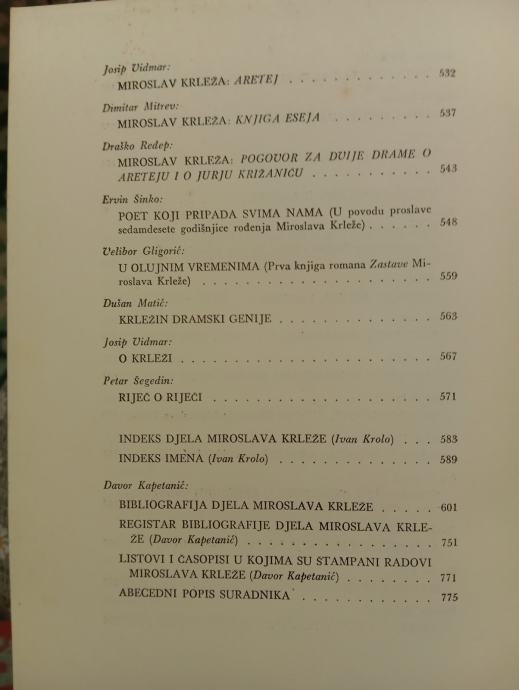 Josip Vidmar:
MIROSLAV KRLEŽA: ARETEJ . . . . . . . . . . . 532
Dimitar Mitrev:
MIROSLAV KRLEŽA: KNJIGA ESEJA . . . . . . . . 537
Draško Ređep:
MIROSLAV KRLEŽA: POGOVOR ZA DVIJE DRAME O
ARETEJU I O JURJU KRIŽANIĆU . . . . . . . . . 543
Ervin Šinko:
POET KOJI PRIPADA SVIMA NAMA (U povodu proslave
sedamdesete godišnjice rođenja Miroslava Krleže) . . . . . . 548
Velibor Gligorić:
U OLUJNIM VREMENIMA (Prva knjiga romana Zastave Mi-
roslava Krleže) . . . . . . . . . . . . . . . . . 559
Dušan Matić:
KRLEŽIN DRAMSKI GENIJE . . . . . . . . . . . . 563
Josip Vidmar:
O KRLEŽI . . . . . . . . . . . . . . . . . . . 567
Petar Šegedin:
RIJEČ O RIJEČI . . . . . . . . . . . . . . . . 571
INDEKS DJELA MIROSLAVA KRLEŽE (Ivan Krolo) . . . 583
INDEKS IMENA (Ivan Krolo) . . . . . . . . . . . . 589
Davor Kapetanić:
BIBLIOGRAFIJA DJELA MIROSLAVA KRLEŽE . . . . . 601
REGISTAR BIBLIOGRAFIJE DJELA MIROSLAVA KRLE-
ŽE (Davor Kapetanić) . . . . . . . . . . . . . . . 751
LISTOVI I ČASOPISI U KOJIMA SU ŠTAMPANI RADOVI
MIROSLAVA KRLEŽE (Davor Kapetanić) . . . . . . . . 771
ABECEDNI POPIS SURADNIKA . . . . . . . . . . . 775